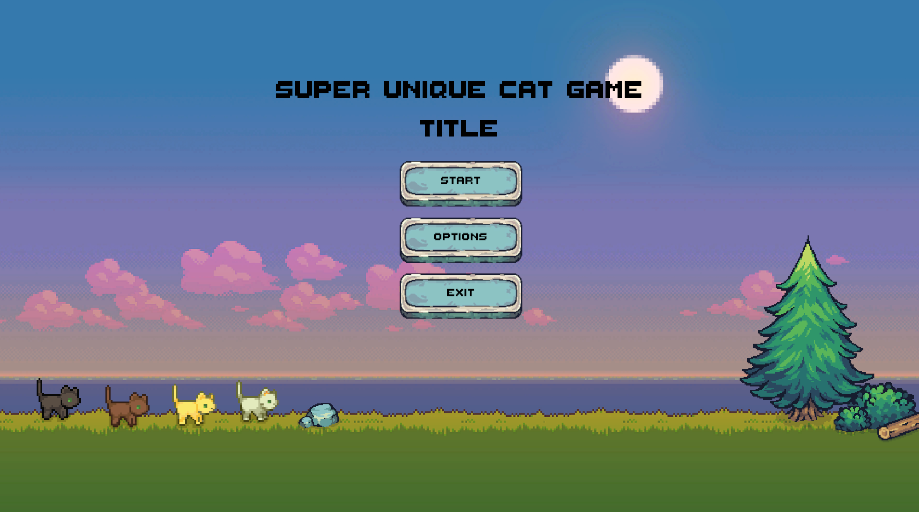 SUPER UNIQUE CAT GAME
TITLE
START
OPTIONS
EXIT